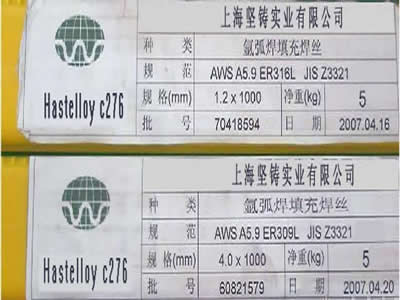 上海坚铸实业有限公司
种 类 氩弧焊填充焊丝
规 范 AWS A5.9 ER316L JIS Z3321
规 格(mm) 1.2 x 1000 净重(kg) 5
批 号 70418594 2007.04.16
Hastelloy c276
上海坚铸实业有限公司
种 类 氩弧焊填充焊丝
规 范 AWS A5.9 ER309L JIS Z3321
规 格(mm) 4.0 x 1000 净重(kg) 5
批 号 60821579 2007.04.20
Hastelloy c276